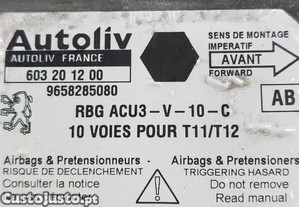 Autoliv
AUTOLIV FRANCE
603 20 12 00
9658285080
SENS DE MONTAGE
IMPERATIF
AVANT
FORWARD
AB
RBG ACU3-V-10-C
10 VOIES POUR T11/T12
Airbags & Pretensionneurs
RISQUE DE DECLENCHEMENT
Consulter la notice
Airbags & Pretensioners
TRIGGERING HASARD
Do not remove
Read manual
CustoJusto.pt